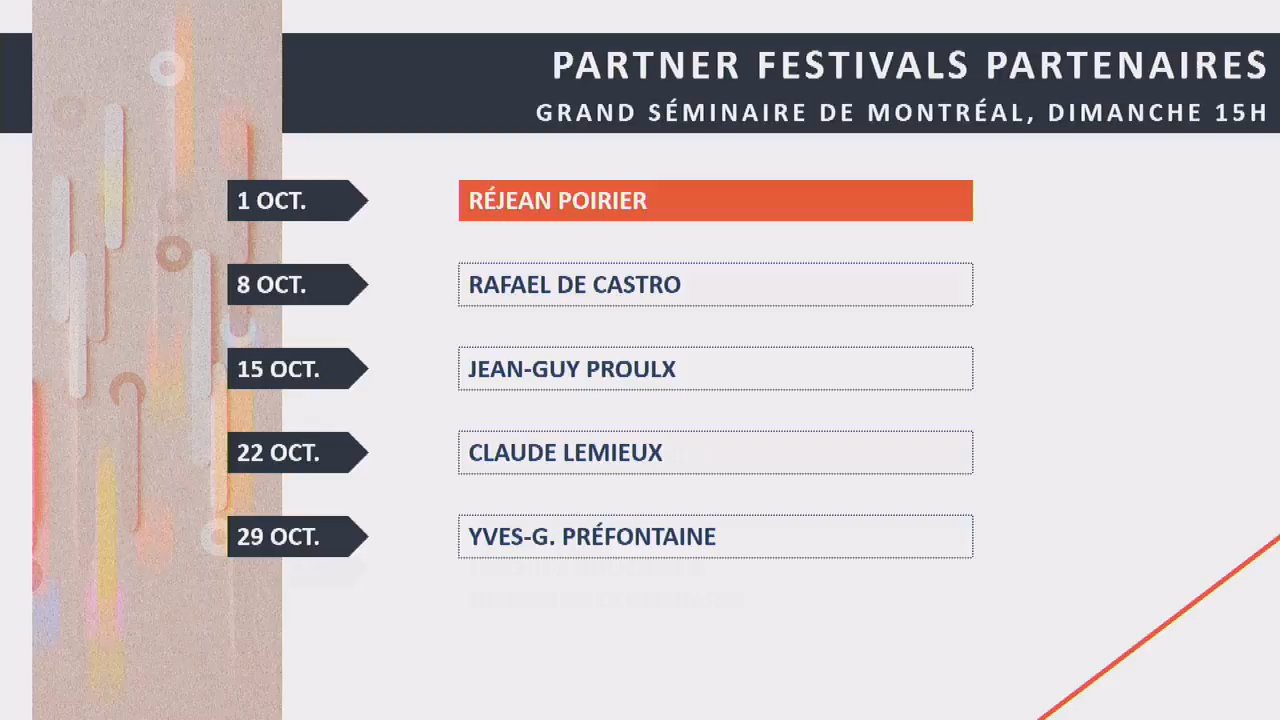 PARTNER FESTIVALS PARTENAIRES
GRAND SÉMINAIRE DE MONTRÉAL, DIMANCHE 15H
1 OCT. RÉJEAN POIRIER
8 OCT. RAFAEL DE CASTRO
15 OCT. JEAN-GUY PROULX
22 OCT. CLAUDE LEMIEUX
29 OCT. YVES-G. PRÉFONTAINE